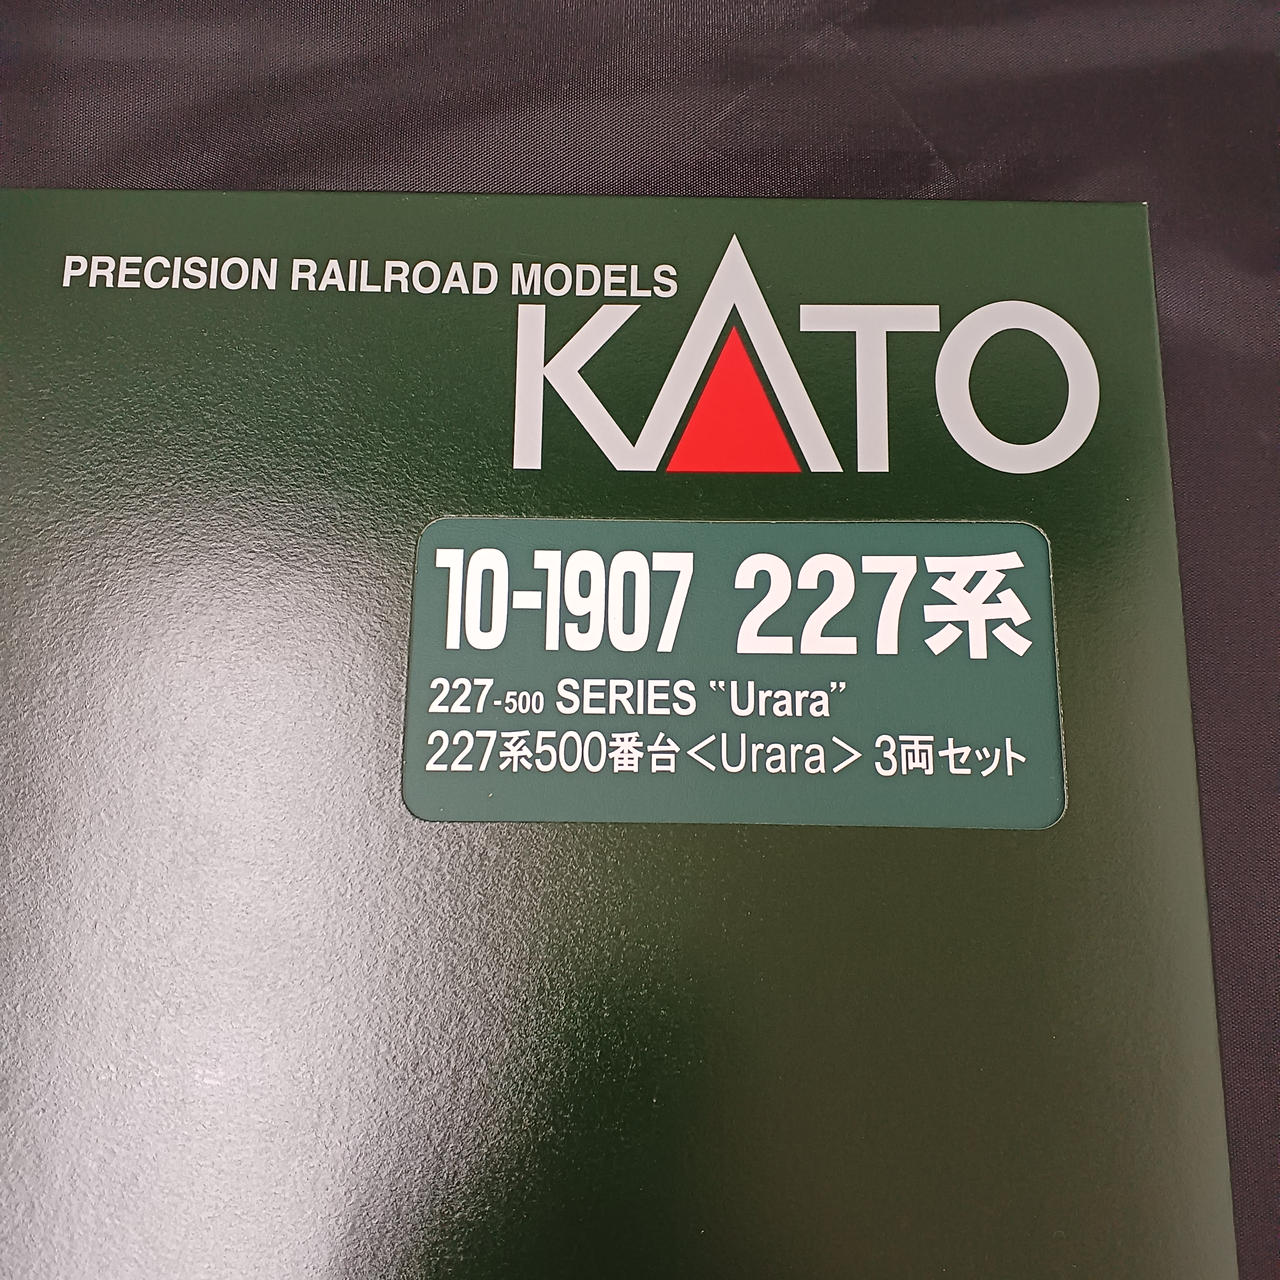 PRECISION RAILROAD MODELS
KATO
10-1907 227系
227-500 SERIES “Urara”
227系500番台＜Urara＞3両セット